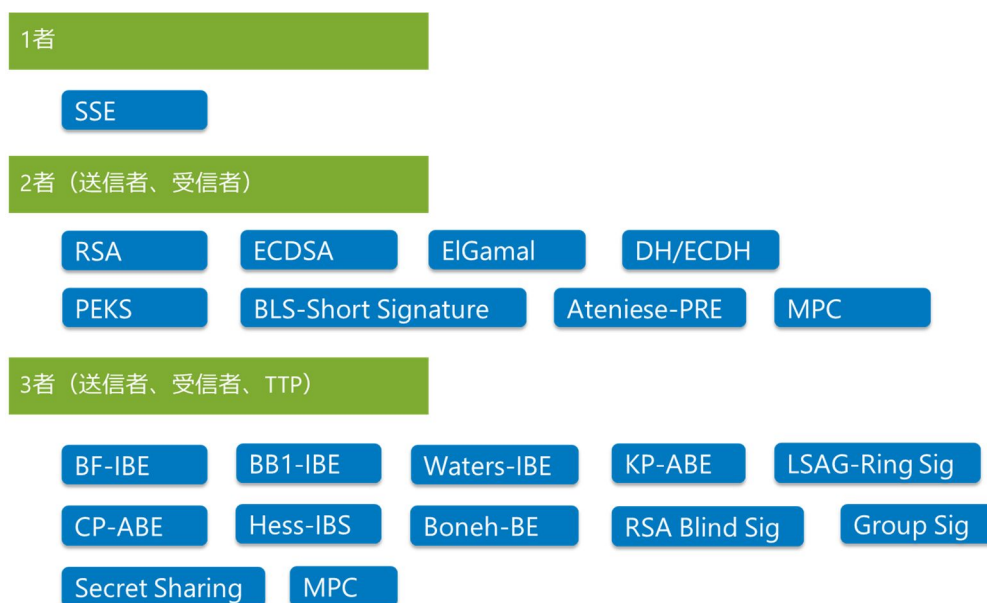 1者
SSE
2者（送信者、受信者）
RSA ECDSA ElGamal DH/ECDH
PEKS BLS-Short Signature Ateniese-PRE MPC
3者（送信者、受信者、TTP）
BF-IBE BB1-IBE Waters-IBE KP-ABE LSAG-Ring Sig
CP-ABE Hess-IBS Boneh-BE RSA Blind Sig Group Sig
Secret Sharing MPC